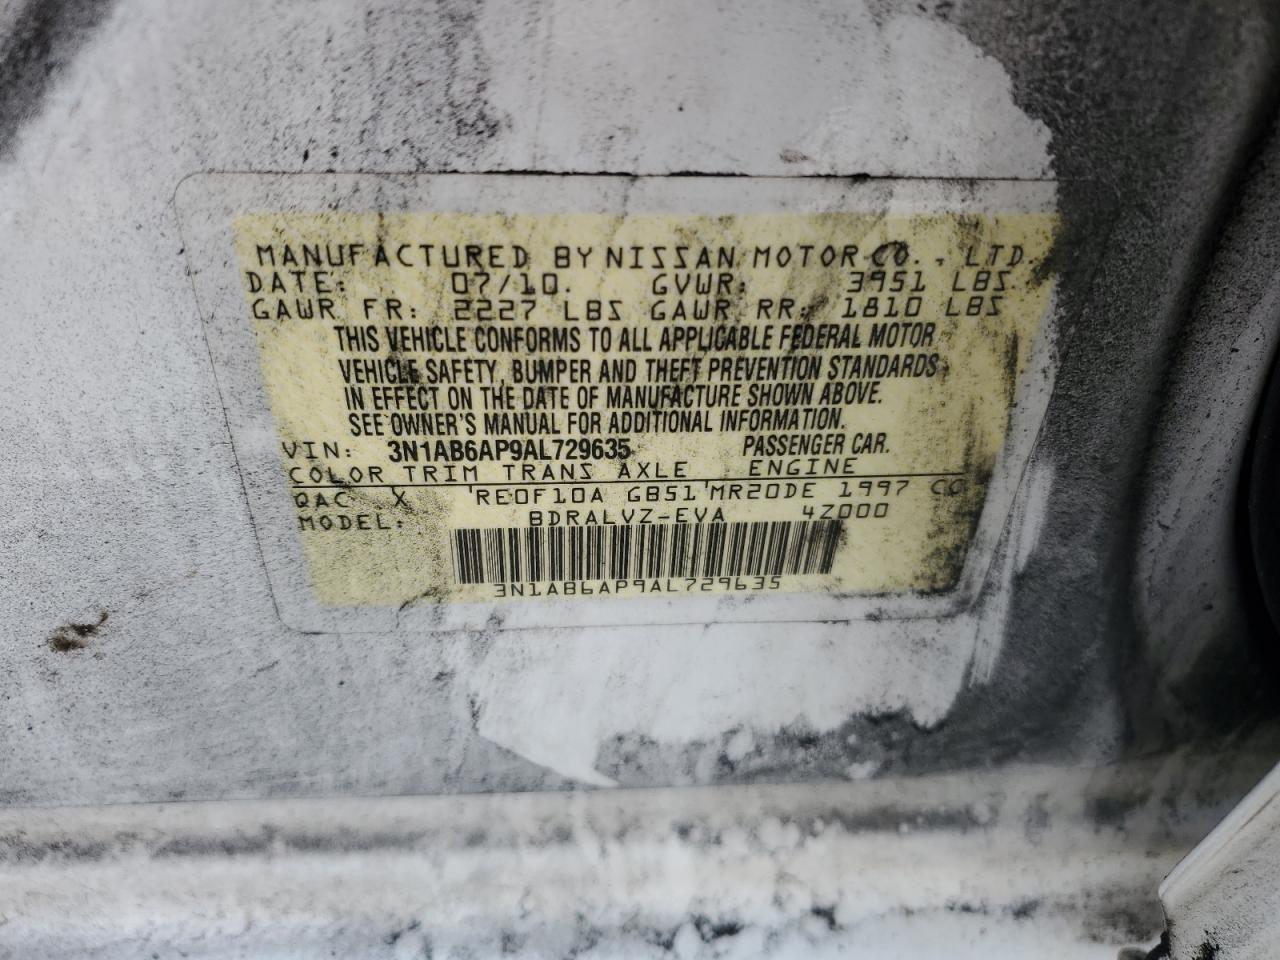 MANUFACTURED BY NISSAN MOTOR CO., LTD.
DATE: 07/10. GVWR: 3951 LBS.
GAWR FR: 2227 LBS GAWR RR: 1810 LBS
THIS VEHICLE CONFORMS TO ALL APPLICABLE FEDERAL MOTOR
VEHICLE SAFETY, BUMPER AND THEFT PREVENTION STANDARDS
IN EFFECT ON THE DATE OF MANUFACTURE SHOWN ABOVE.
SEE OWNER'S MANUAL FOR ADDITIONAL INFORMATION.
VIN: 3N1AB6AP9AL729635 PASSENGER CAR.
COLOR TRIM TRANS AXLE ENGINE
QAC X RE0F10A GB51 MR20DE 1997 CC
MODEL: BDRALVZ-EVA 4Z000
3N1AB6AP9AL729635